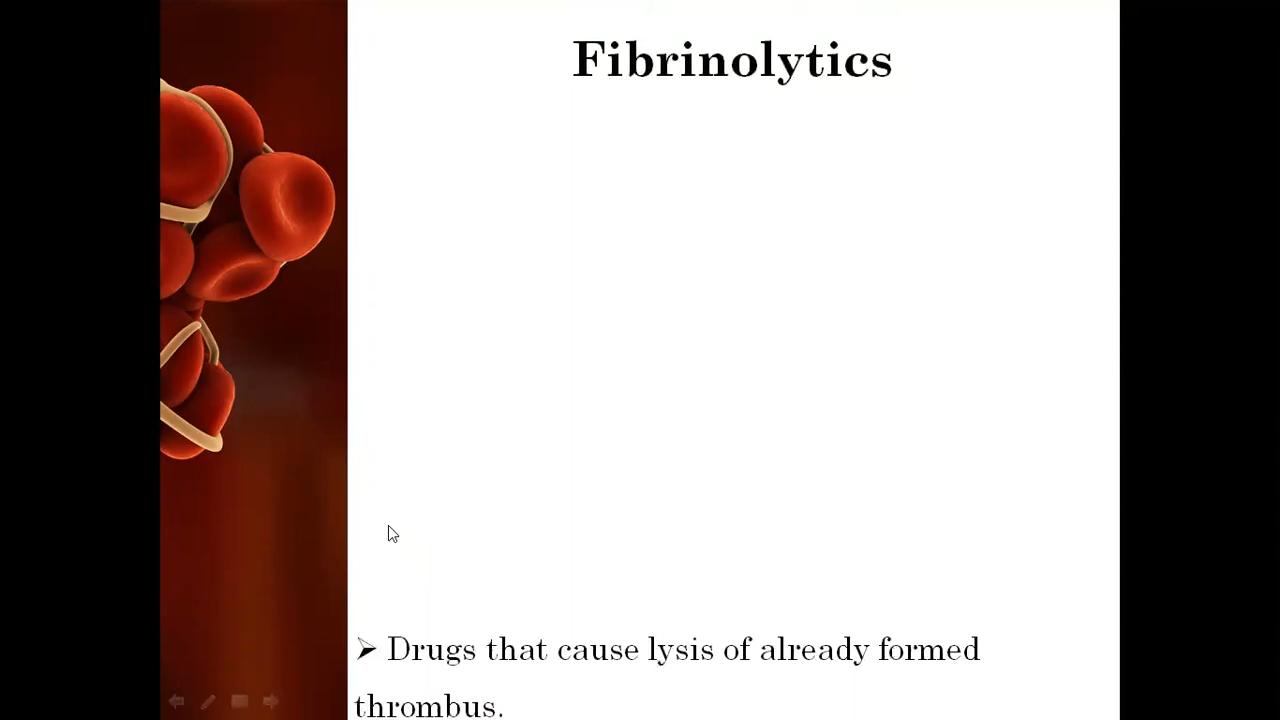 Fibrinolytics
➢ Drugs that cause lysis of already formed
thrombus.